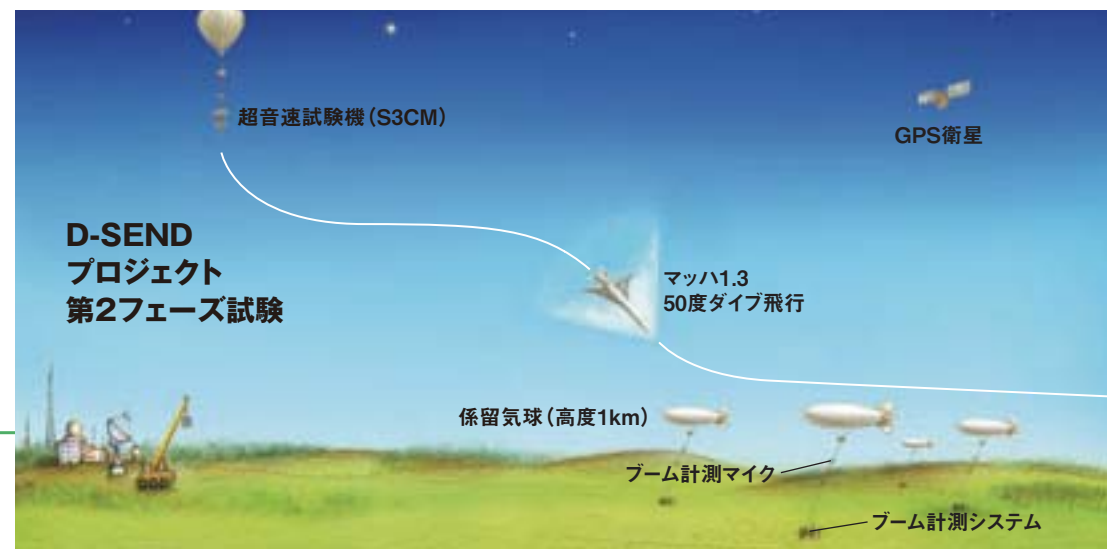 超音速試験機（S3CM）
GPS衛星
D-SEND
プロジェクト
第2フェーズ試験
マッハ1.3
50度ダイブ飛行
係留気球（高度1km）
ブーム計測マイク
ブーム計測システム